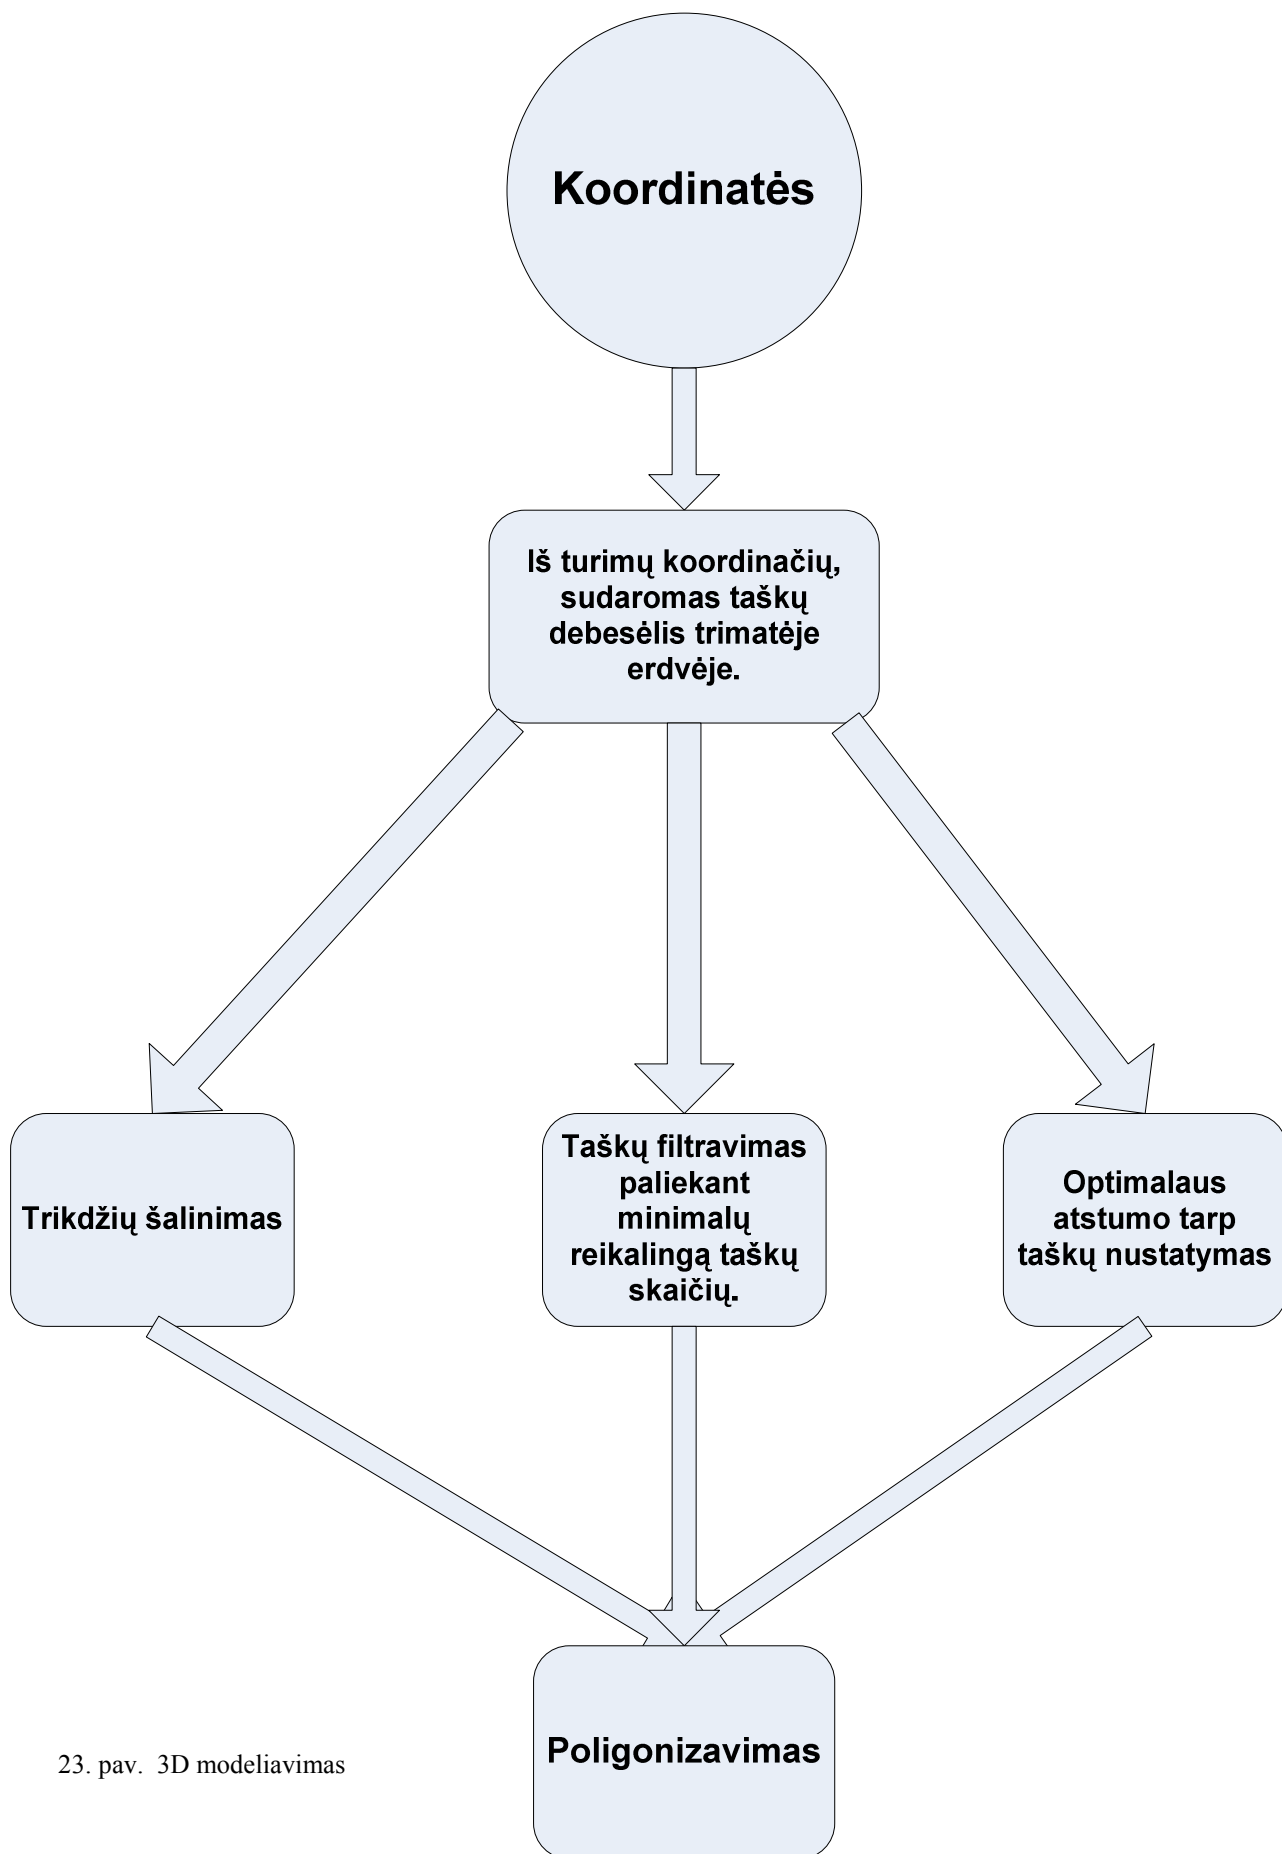 Koordinatės
Iš turimų koordinačių,
sudaromas taškų
debesėlis trimatėje
erdvėje.
Trikdžių šalinimas
Taškų filtravimas
paliekant
minimalų
reikalingą taškų
skaičių.
Optimalaus
atstumo tarp
taškų nustatymas
Poligonizavimas
23. pav.  3D modeliavimas